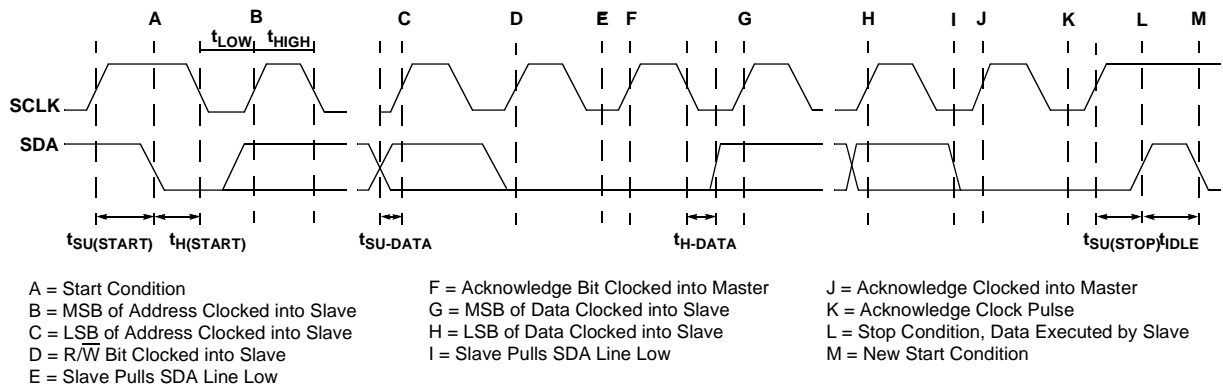 A B C D E F G H I J K L M
tLOW tHIGH
SCLK
SDA
tSU(START) tH(START) tSU-DATA tH-DATA tSU(STOP) tIDLE
A = Start Condition
B = MSB of Address Clocked into Slave
C = LSB of Address Clocked into Slave
D = R/W̅ Bit Clocked into Slave
E = Slave Pulls SDA Line Low
F = Acknowledge Bit Clocked into Master
G = MSB of Data Clocked into Slave
H = LSB of Data Clocked into Slave
I = Slave Pulls SDA Line Low
J = Acknowledge Clocked into Master
K = Acknowledge Clock Pulse
L = Stop Condition, Data Executed by Slave
M = New Start Condition